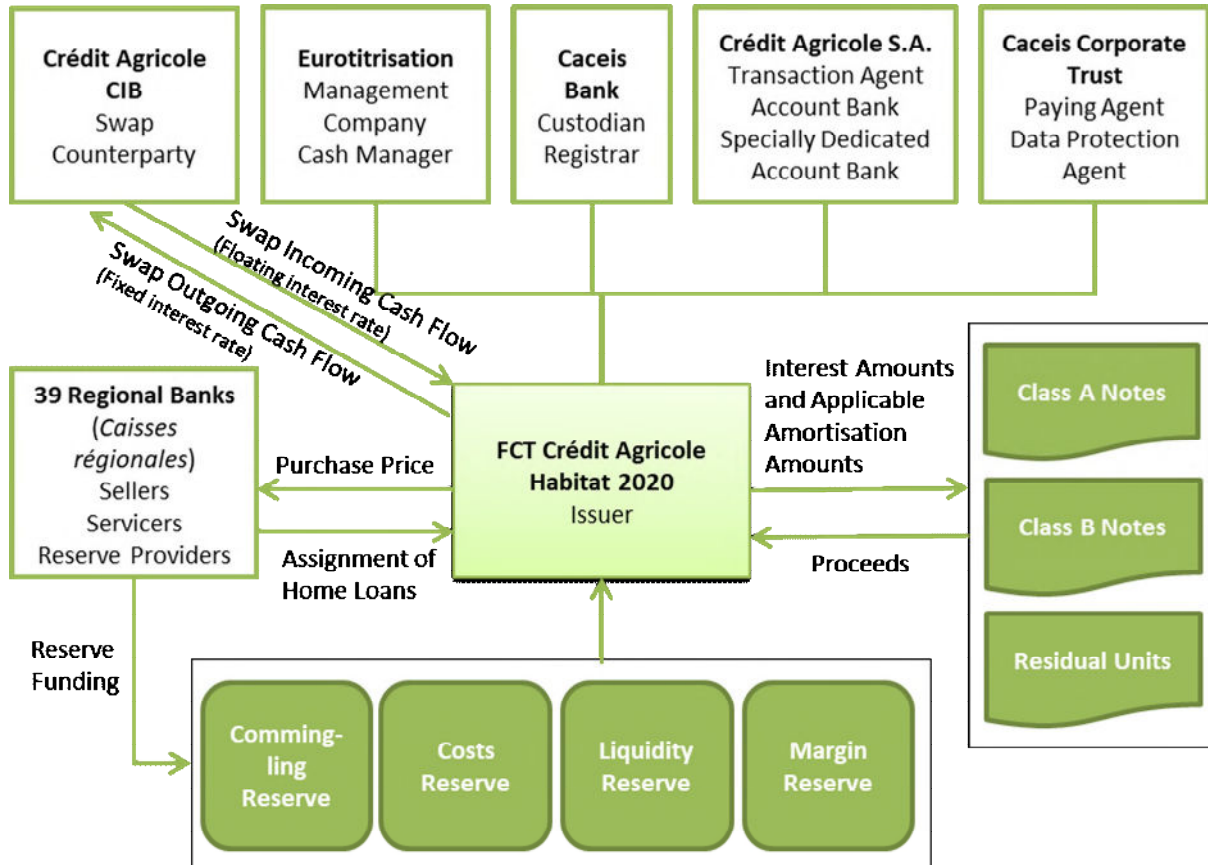 Crédit Agricole
CIB
Swap
Counterparty
Eurotitrisation
Management
Company
Cash Manager
Caceis
Bank
Custodian
Registrar
Crédit Agricole S.A.
Transaction Agent
Account Bank
Specially Dedicated
Account Bank
Caceis Corporate
Trust
Paying Agent
Data Protection
Agent
Swap Incoming Cash Flow
(Floating interest rate)
Swap Outgoing Cash Flow
(Fixed interest rate)
39 Regional Banks
(Caisses
régionales)
Sellers
Servicers
Reserve Providers
Purchase Price
Assignment of
Home Loans
FCT Crédit Agricole
Habitat 2020
Issuer
Interest Amounts
and Applicable
Amortisation
Amounts
Proceeds
Class A Notes
Class B Notes
Residual Units
Reserve
Funding
Comming-
ling
Reserve
Costs
Reserve
Liquidity
Reserve
Margin
Reserve